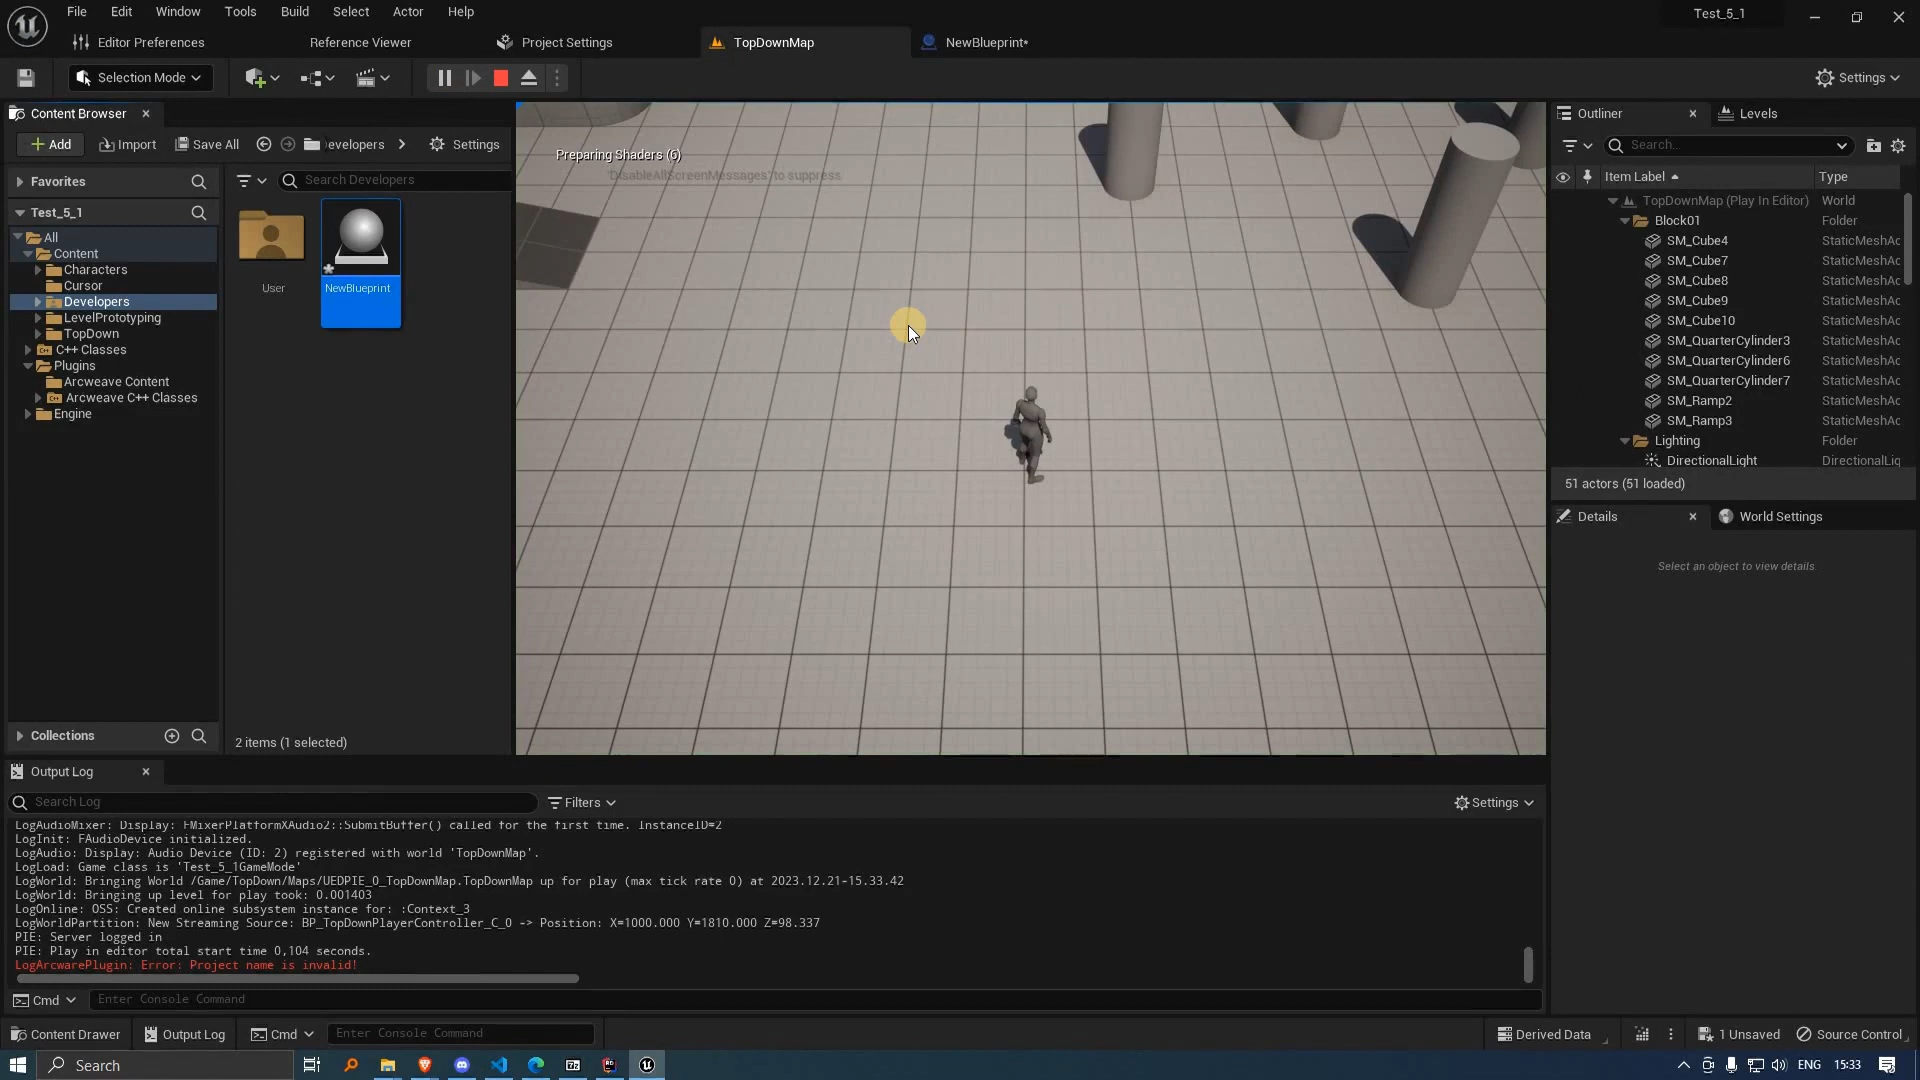 File Edit Window Tools Build Select Actor Help
Test_5_1
Editor Preferences
Reference Viewer
Project Settings
TopDownMap
NewBlueprint*
Selection Mode
Settings
Content Browser
Add
Import
Save All
evelopers
Settings
Favorites
Search Developers
Test_5_1
All
Content
Characters
Cursor
Developers
LevelPrototyping
TopDown
C++ Classes
Plugins
Arcweave Content
Arcweave C++ Classes
Engine
User
NewBlueprint
Collections
2 items (1 selected)
Preparing Shaders (6)
'DisableAllScreenMessages' to suppress
Outliner
Levels
Search...
Item Label
Type
TopDownMap (Play In Editor) World
Block01 Folder
SM_Cube4 StaticMeshAc
SM_Cube7 StaticMeshAc
SM_Cube8 StaticMeshAc
SM_Cube9 StaticMeshAc
SM_Cube10 StaticMeshAc
SM_QuarterCylinder3 StaticMeshAc
SM_QuarterCylinder6 StaticMeshAc
SM_QuarterCylinder7 StaticMeshAc
SM_Ramp2 StaticMeshAc
SM_Ramp3 StaticMeshAc
Lighting Folder
DirectionalLight DirectionalLig
51 actors (51 loaded)
Details
World Settings
Select an object to view details.
Output Log
Search Log
Filters
Settings
LogAudioMixer: Display: FMixerPlatformXAudio2::SubmitBuffer() called for the first time. InstanceID=2
LogInit: FAudioDevice initialized.
LogAudio: Display: Audio Device (ID: 2) registered with world 'TopDownMap'.
LogLoad: Game class is 'Test_5_1GameMode'
LogWorld: Bringing World /Game/TopDown/Maps/UEDPIE_0_TopDownMap.TopDownMap up for play (max tick rate 0) at 2023.12.21-15.33.42
LogWorld: Bringing up level for play took: 0.001403
LogOnline: OSS: Created online subsystem instance for: :Context_3
LogWorldPartition: New Streaming Source: BP_TopDownPlayerController_C_0 -> Position: X=1000.000 Y=1810.000 Z=98.337
PIE: Server logged in
PIE: Play in editor total start time 0,104 seconds.
LogArcwarePlugin: Error: Project name is invalid!
Cmd
Enter Console Command
Content Drawer
Output Log
Cmd
Enter Console Command
Derived Data
1 Unsaved
Source Control
Search
ENG
15:33